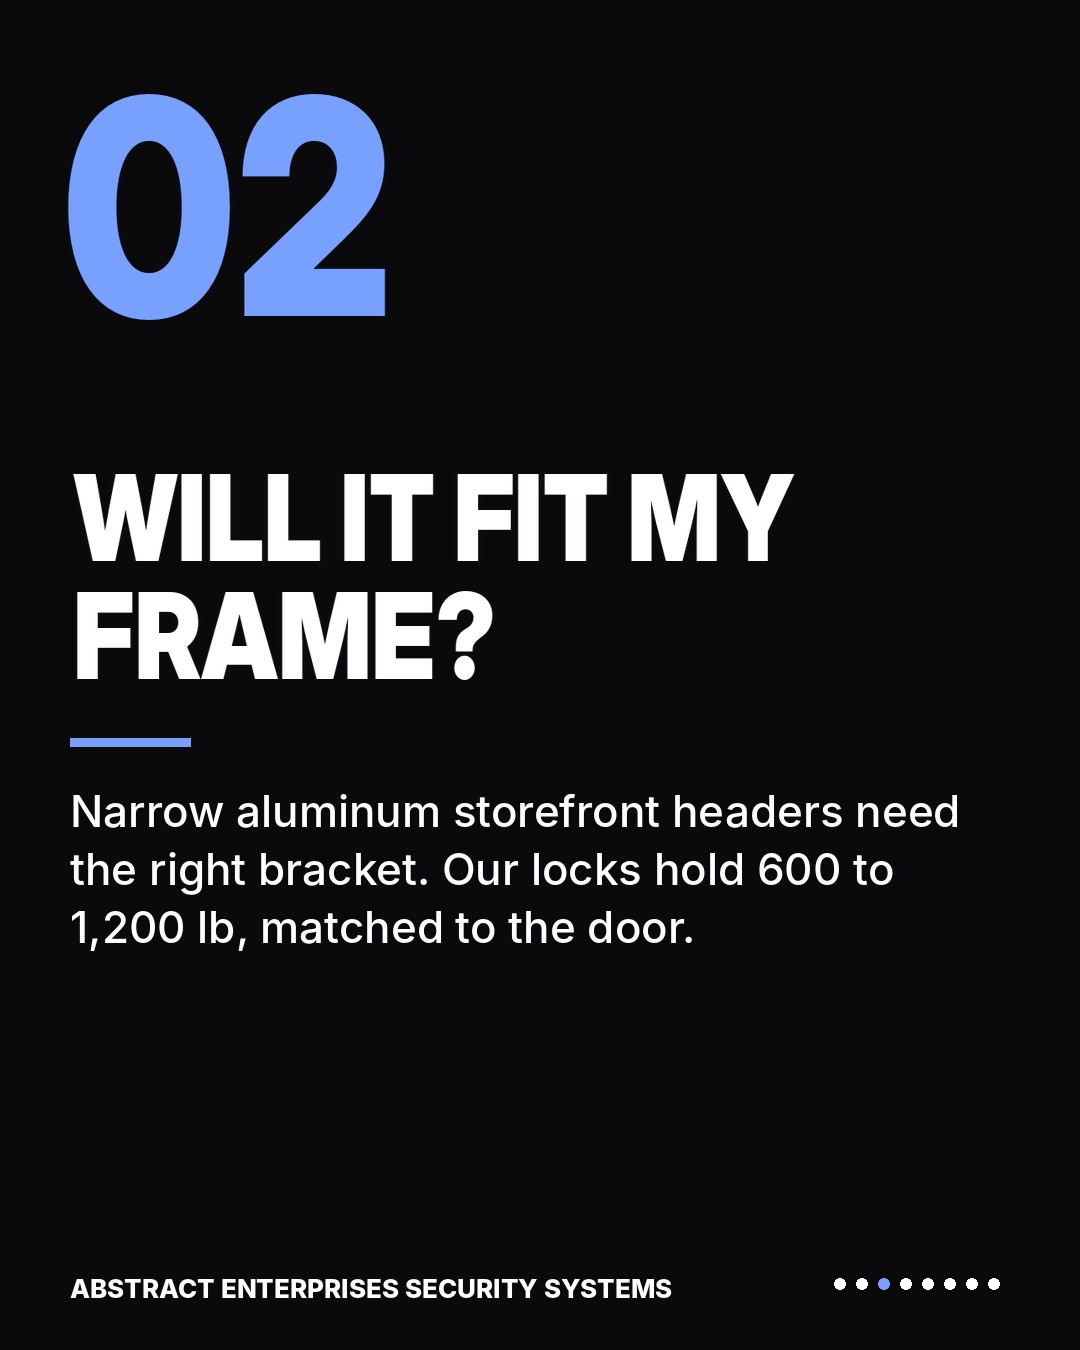 02
WILL IT FIT MY
FRAME?
Narrow aluminum storefront headers need
the right bracket. Our locks hold 600 to
1,200 lb, matched to the door.
ABSTRACT ENTERPRISES SECURITY SYSTEMS